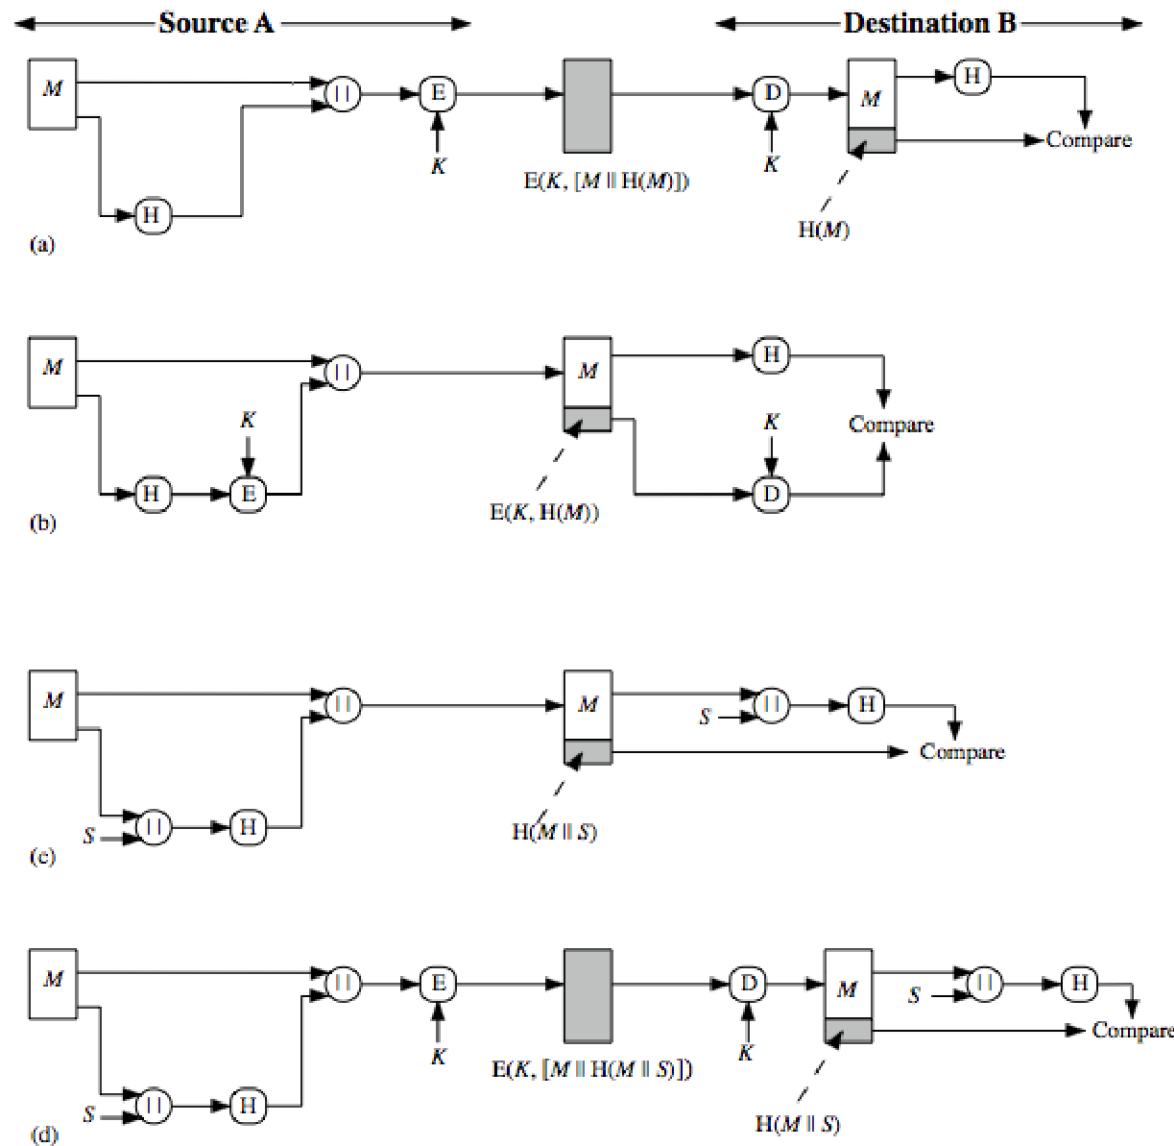 Source A Destination B
M || E D M H
K K Compare
E(K, [M || H(M)])
H H(M)
(a)
M || M H
K K Compare
H E D
E(K, H(M))
(b)
M || M || H
S
Compare
S || H H(M || S)
(c)
M || E D M || H
S
K K Compare
E(K, [M || H(M || S)])
S || H H(M || S)
(d)